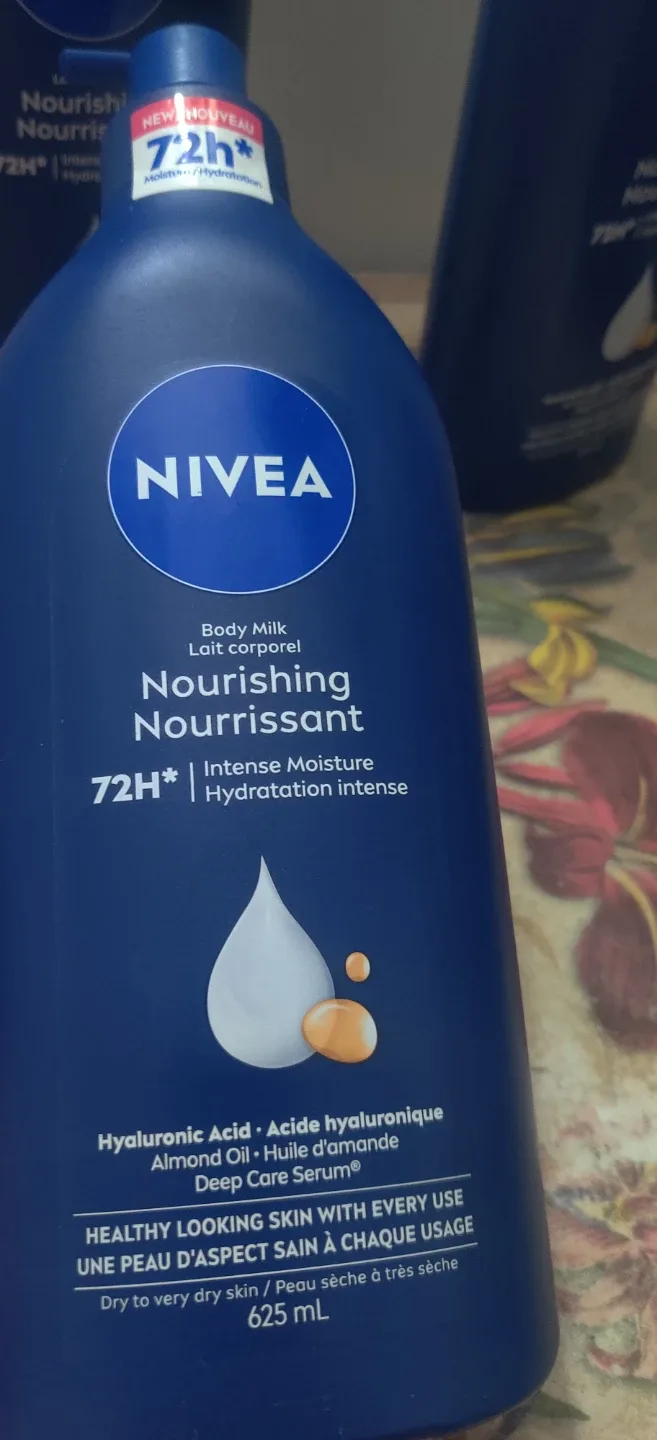 NEW/NOUVEAU
72h*
Moisture/Hydratation
NIVEA
Body Milk
Lait corporel
Nourishing
Nourrissant
72H* | Intense Moisture
Hydratation intense
Hyaluronic Acid · Acide hyaluronique
Almond Oil • Huile d'amande
Deep Care Serum®
HEALTHY LOOKING SKIN WITH EVERY USE
UNE PEAU D'ASPECT SAIN À CHAQUE USAGE
Dry to very dry skin / Peau sèche à très sèche
625 mL
Nourishi
Nourris
72H*
72H*